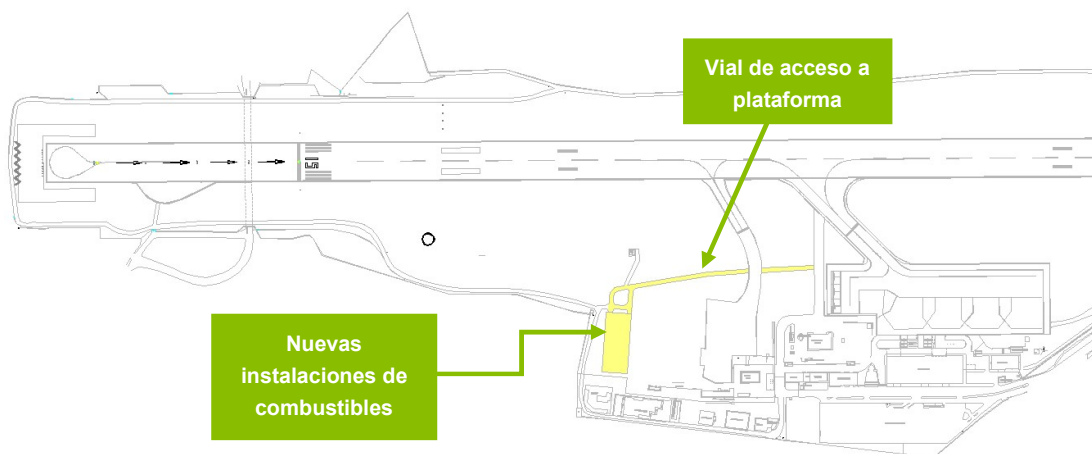 Vial de acceso a
plataforma
Nuevas
instalaciones de
combustibles